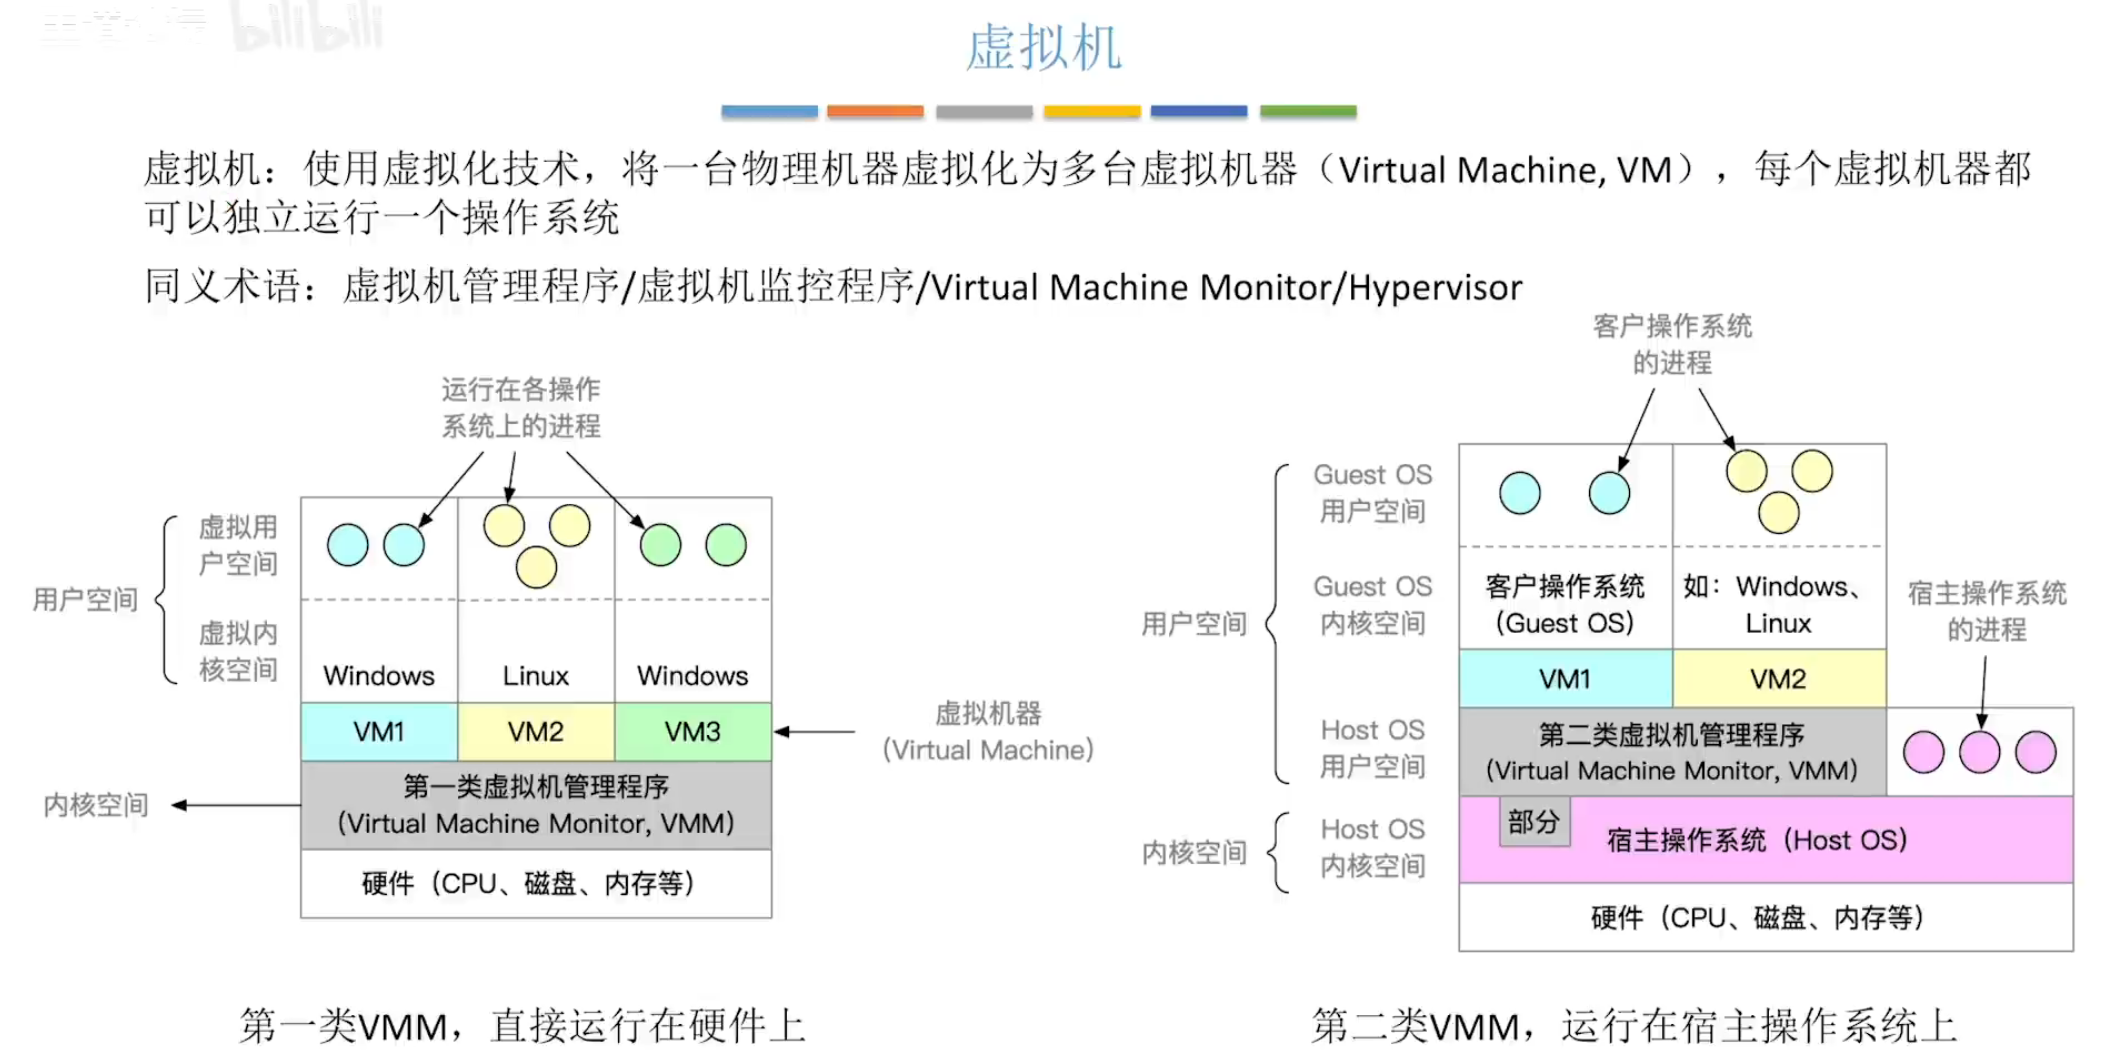 bilibili
虚拟机
虚拟机：使用虚拟化技术，将一台物理机器虚拟化为多台虚拟机器（Virtual Machine, VM），每个虚拟机器都
可以独立运行一个操作系统
同义术语：虚拟机管理程序/虚拟机监控程序/Virtual Machine Monitor/Hypervisor
运行在各操作
系统上的进程
用户空间
虚拟用
户空间
虚拟内
核空间
Windows
Linux
Windows
VM1
VM2
VM3
虚拟机器
（Virtual Machine）
内核空间
第一类虚拟机管理程序
（Virtual Machine Monitor, VMM）
硬件（CPU、磁盘、内存等）
第一类VMM，直接运行在硬件上
客户操作系统
的进程
用户空间
Guest OS
用户空间
Guest OS
内核空间
客户操作系统
（Guest OS）
如：Windows、
Linux
VM1
VM2
宿主操作系统
的进程
Host OS
用户空间
第二类虚拟机管理程序
（Virtual Machine Monitor, VMM）
内核空间
Host OS
内核空间
部分
宿主操作系统（Host OS）
硬件（CPU、磁盘、内存等）
第二类VMM，运行在宿主操作系统上